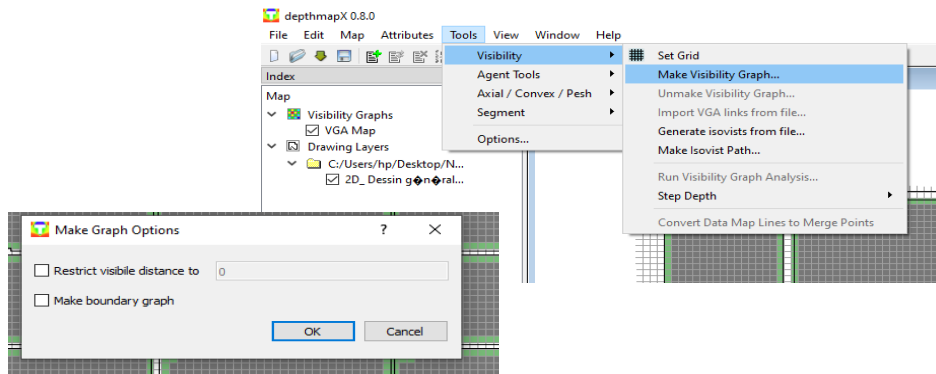 depthmapX 0.8.0
File Edit Map Attributes Tools View Window Help
Index
Map
Visibility Graphs
VGA Map
Drawing Layers
C:/Users/hp/Desktop/N...
2D_ Dessin g�n�ral...
Visibility
Agent Tools
Axial / Convex / Pesh
Segment
Options...
Set Grid
Make Visibility Graph...
Unmake Visibility Graph...
Import VGA links from file...
Generate isovists from file...
Make Isovist Path...
Run Visibility Graph Analysis...
Step Depth
Convert Data Map Lines to Merge Points
Make Graph Options ?
Restrict visibile distance to 0
Make boundary graph
OK Cancel